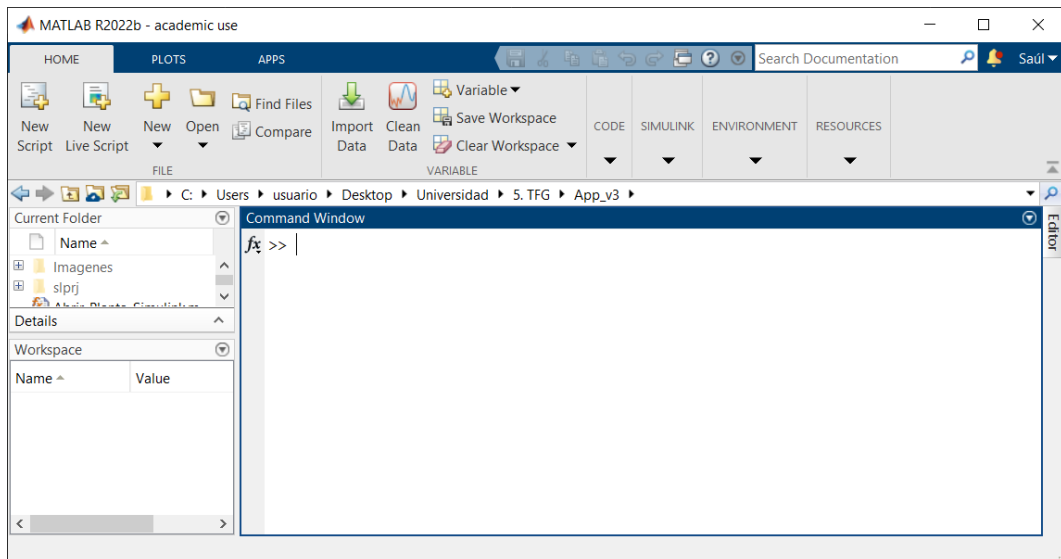 MATLAB R2022b - academic use
HOME PLOTS APPS Search Documentation Saúl
New Script
New Live Script
New
Open
Find Files
Compare
FILE
Import Data
Clean Data
Variable
Save Workspace
Clear Workspace
VARIABLE
CODE
SIMULINK
ENVIRONMENT
RESOURCES
C: Users usuario Desktop Universidad 5. TFG App_v3
Current Folder
Name
Imagenes
slprj
Abrir_Planta_Simulink.m
Details
Workspace
Name Value
Command Window
fx >>
Editor